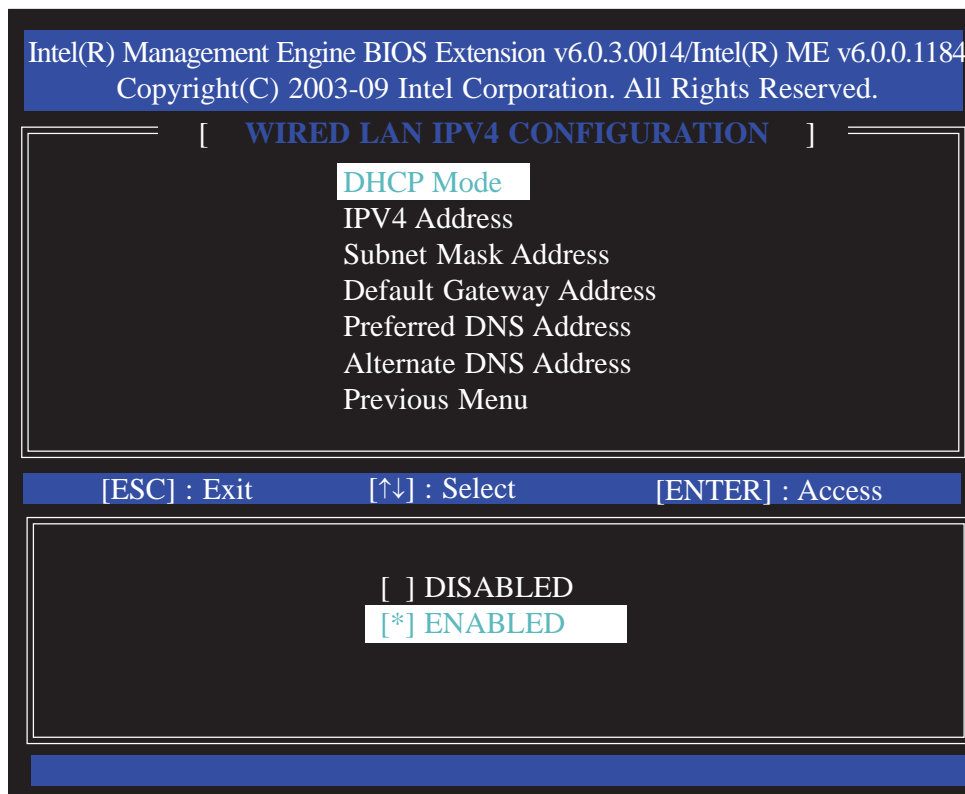 Intel(R) Management Engine BIOS Extension v6.0.3.0014/Intel(R) ME v6.0.0.1184
Copyright(C) 2003-09 Intel Corporation. All Rights Reserved.
[ WIRED LAN IPV4 CONFIGURATION ]
DHCP Mode
IPV4 Address
Subnet Mask Address
Default Gateway Address
Preferred DNS Address
Alternate DNS Address
Previous Menu
[ESC] : Exit [↑↓] : Select [ENTER] : Access
[ ] DISABLED
[*] ENABLED